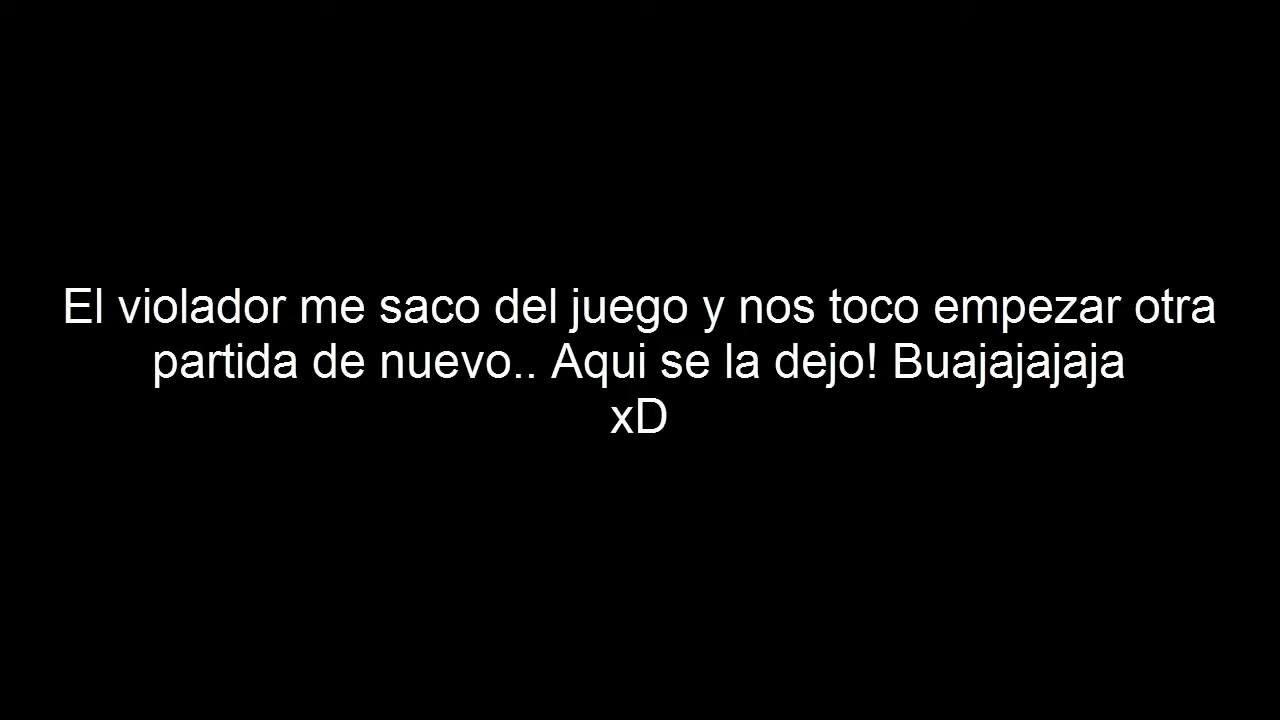 El violador me saco del juego y nos toco empezar otra
partida de nuevo.. Aqui se la dejo! Buajajajaja
xD